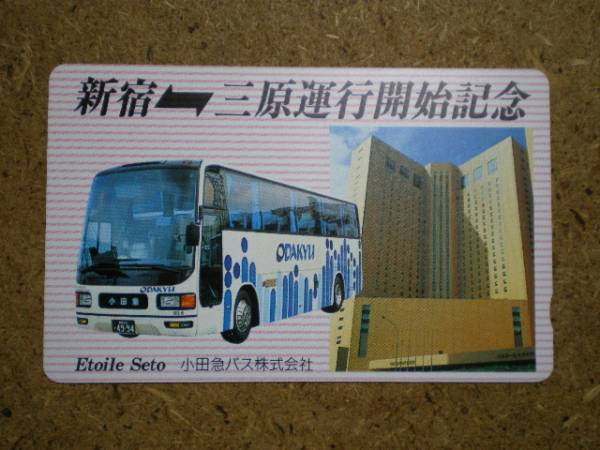 新宿⇆三原運行開始記念
ODAKYU
ODAKYU
小田急
4994
Etoile Seto 小田急バス株式会社